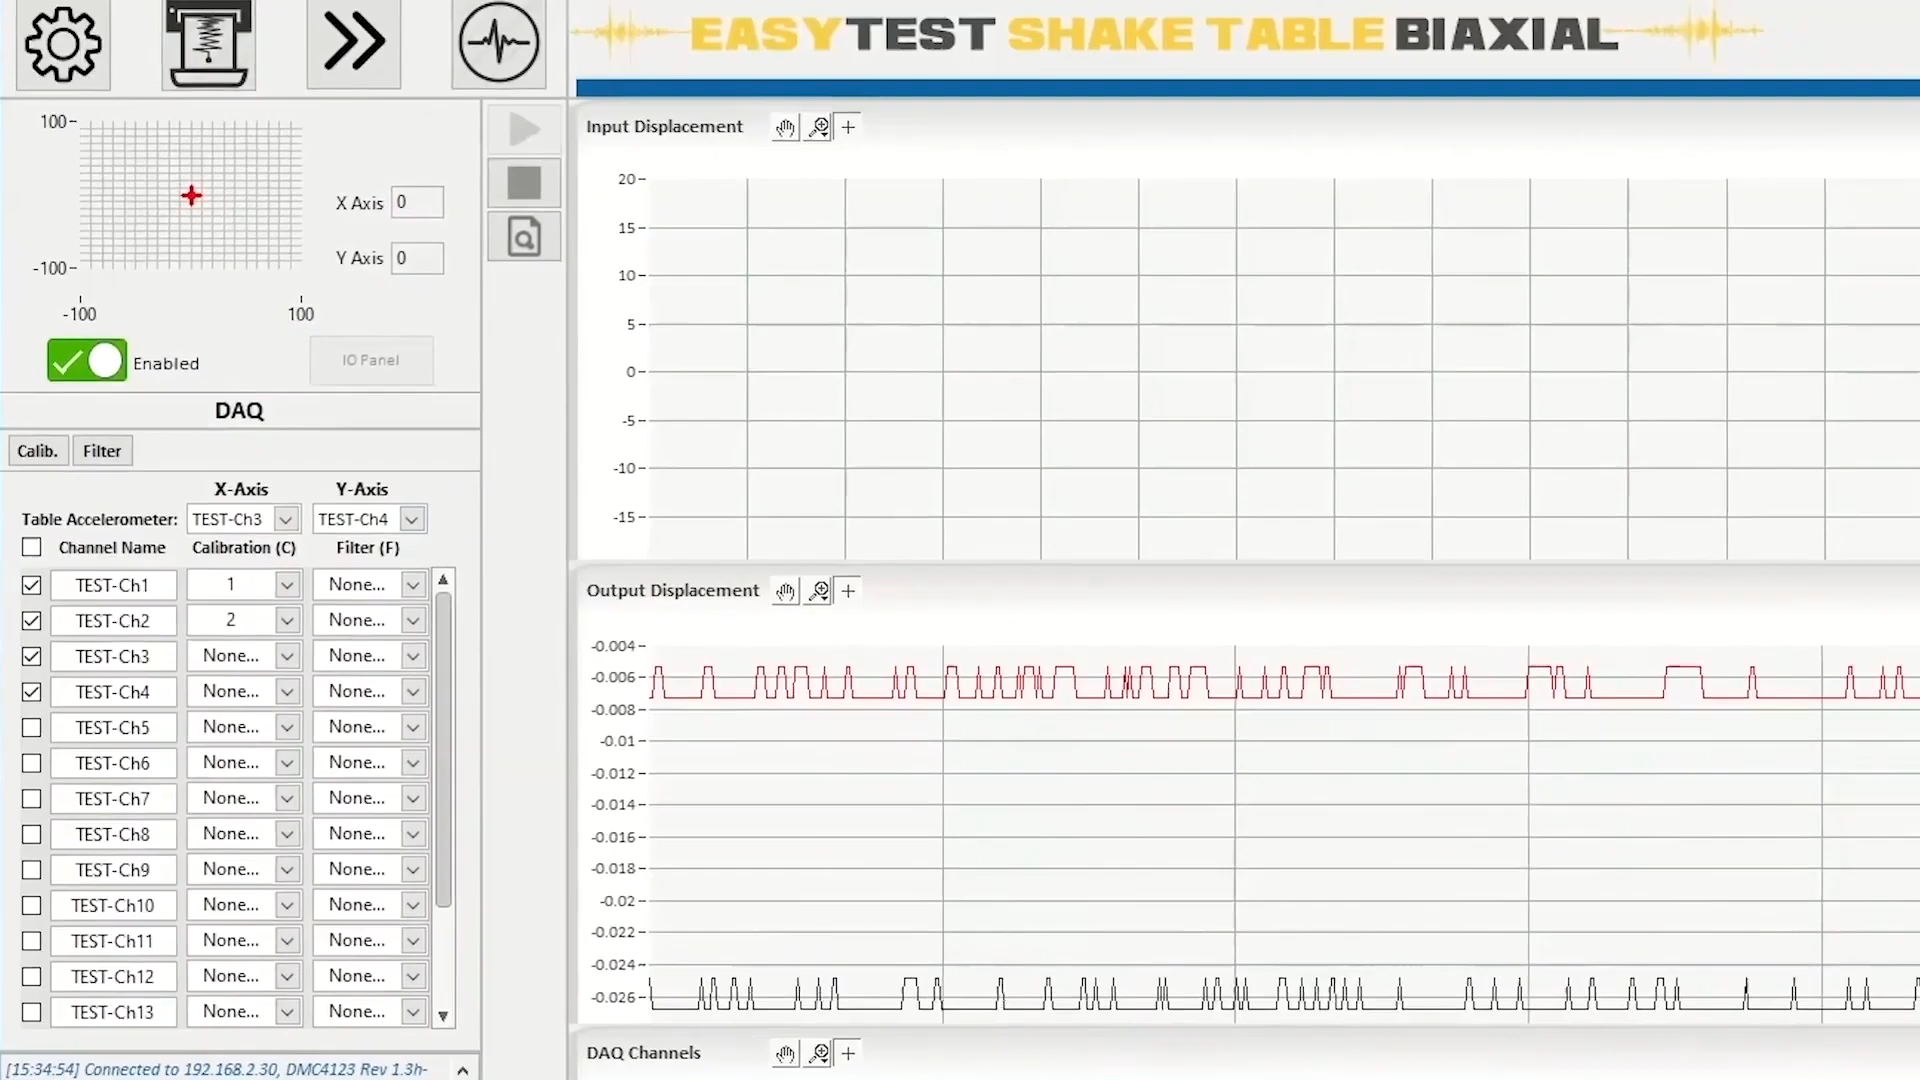 EASYTEST SHAKE TABLE BIAXIAL
100
-100
-100
100
X Axis 0
Y Axis 0
Enabled
IO Panel
DAQ
Calib.
Filter
X-Axis
Y-Axis
Table Accelerometer: TEST-Ch3 TEST-Ch4
Channel Name Calibration (C) Filter (F)
TEST-Ch1 1 None...
TEST-Ch2 2 None...
TEST-Ch3 None... None...
TEST-Ch4 None... None...
TEST-Ch5 None... None...
TEST-Ch6 None... None...
TEST-Ch7 None... None...
TEST-Ch8 None... None...
TEST-Ch9 None... None...
TEST-Ch10 None... None...
TEST-Ch11 None... None...
TEST-Ch12 None... None...
TEST-Ch13 None... None...
[15:34:54] Connected to 192.168.2.30, DMC4123 Rev 1.3h-
Input Displacement
20
15
10
5
0
-5
-10
-15
Output Displacement
-0.004
-0.006
-0.008
-0.01
-0.012
-0.014
-0.016
-0.018
-0.02
-0.022
-0.024
-0.026
DAQ Channels